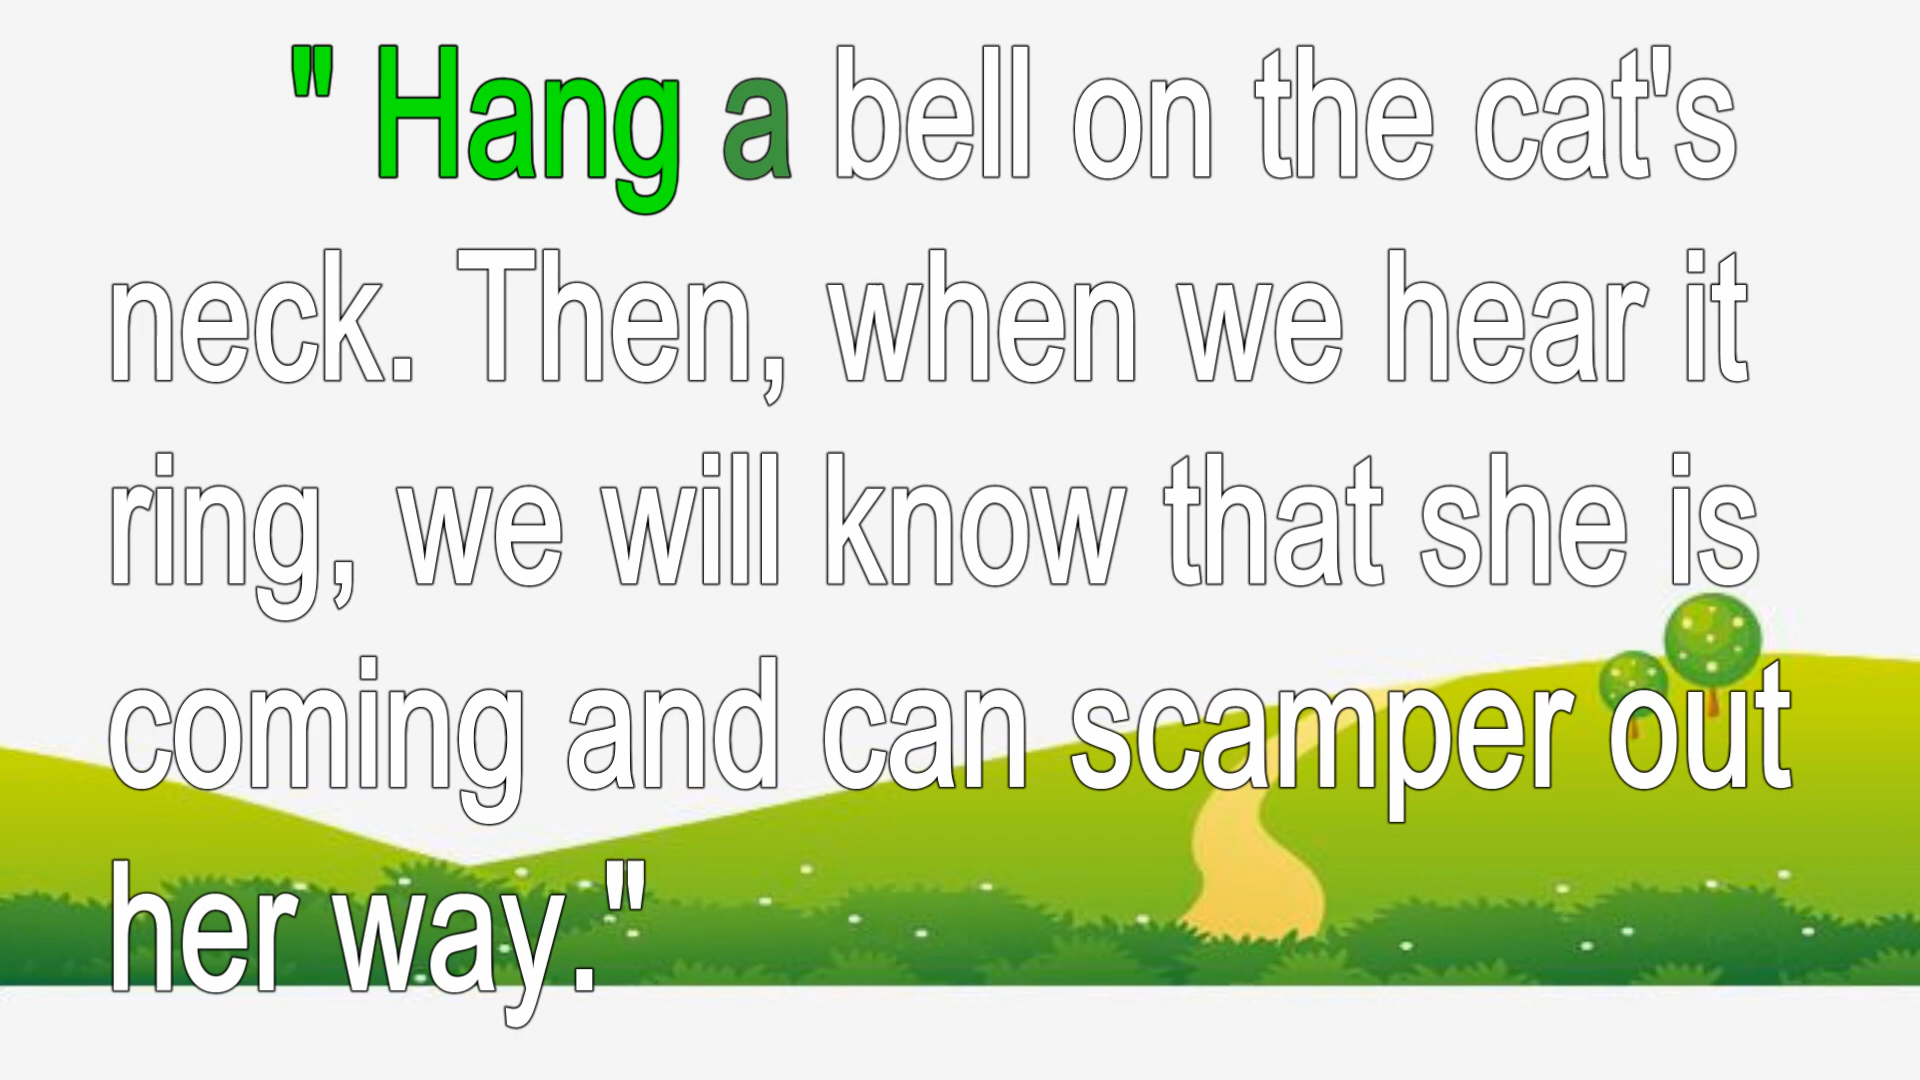 " Hang a bell on the cat's
neck. Then, when we hear it
ring, we will know that she is
coming and can scamper out
her way."